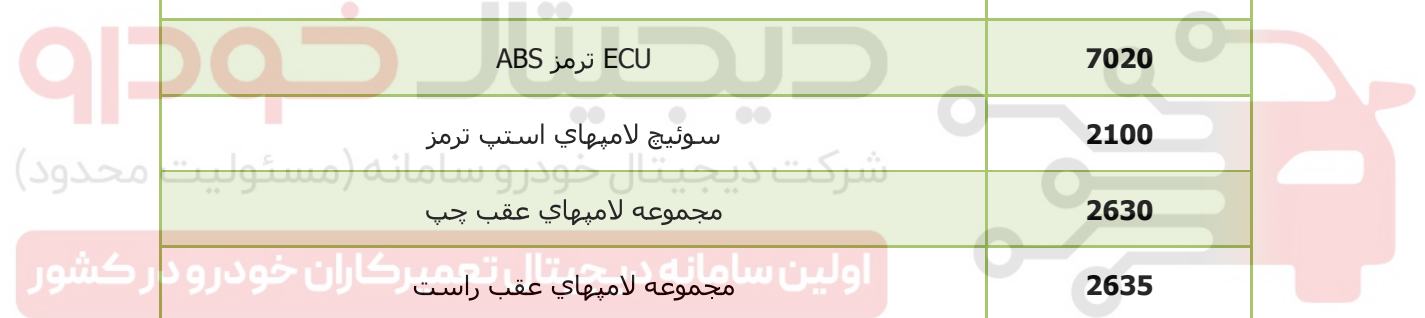 7020 ECU ترمز ABS
2100 سوئيچ لامپهاي استپ ترمز
2630 مجموعه لامپهاي عقب چپ
2635 مجموعه لامپهاي عقب راست
دیجیتال خودرو
شرکت دیجیتال خودرو سامانه (مسئولیت محدود)
اولین سامانه دیجیتال تعمیرکاران خودرو در کشور